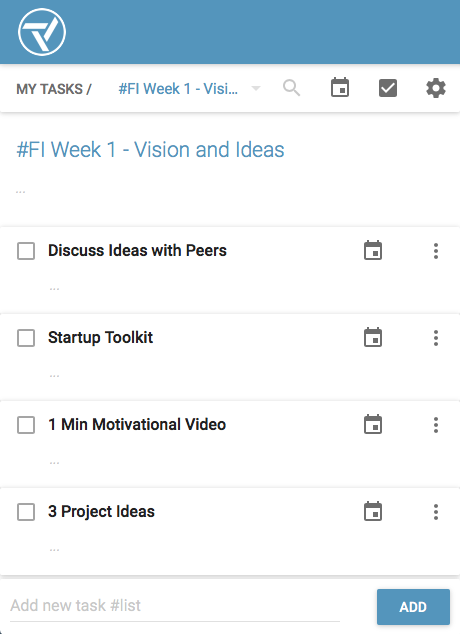 MY TASKS / #FI Week 1 - Visi...
#FI Week 1 - Vision and Ideas
...
Discuss Ideas with Peers
...
Startup Toolkit
...
1 Min Motivational Video
...
3 Project Ideas
...
Add new task #list ADD